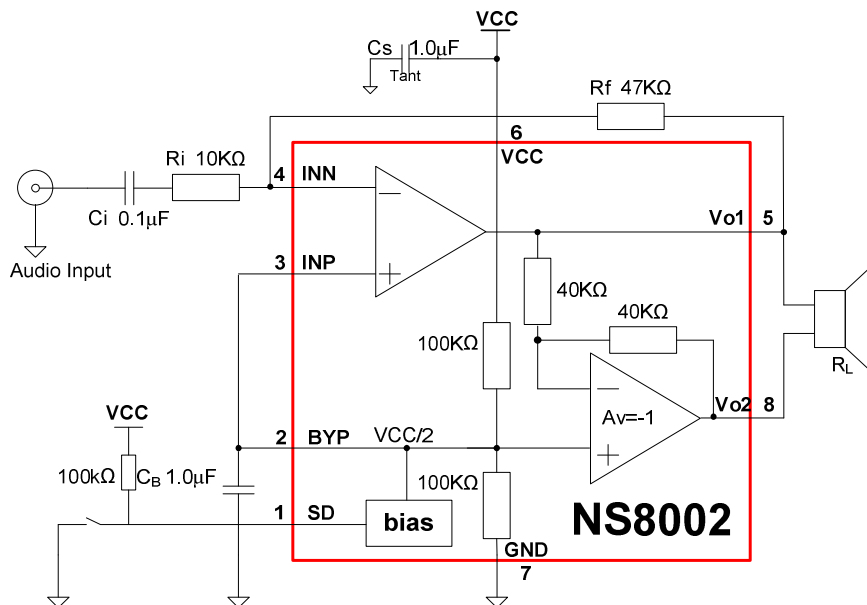 VCC
Cs 1.0µF
Tant
Rf 47KΩ
6
VCC
Ri 10KΩ
4 INN
Ci 0.1µF
Vo1 5
Audio Input
3 INP
40KΩ
40KΩ
100KΩ
RL
Av=-1
Vo2 8
VCC
2 BYP VCC/2
100kΩ
CB 1.0µF
100KΩ
1 SD
bias
NS8002
GND
7